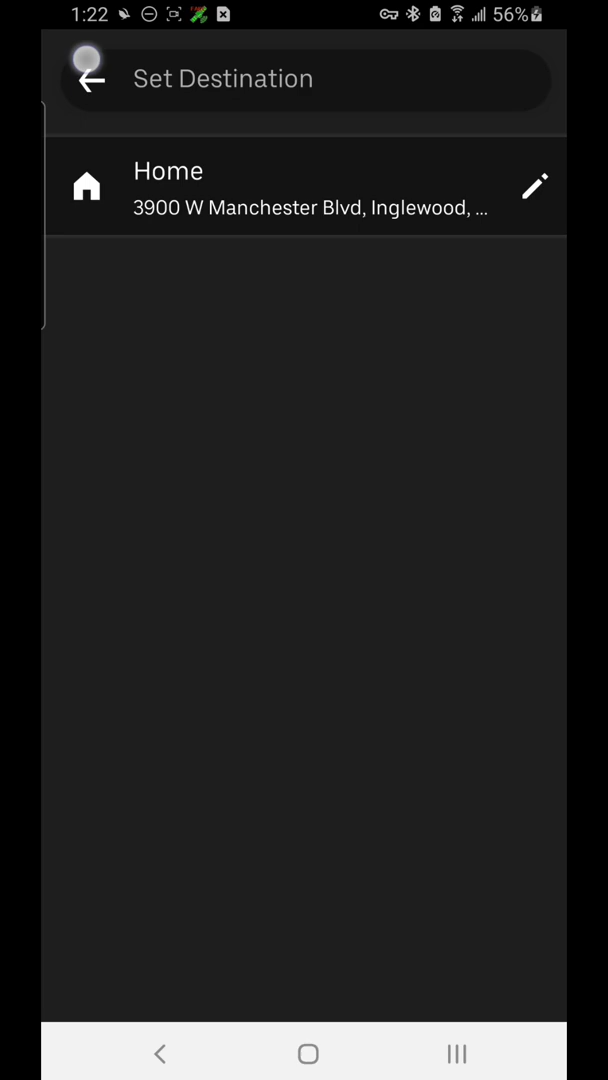 1:22
56%
Set Destination
Home
3900 W Manchester Blvd, Inglewood, ...